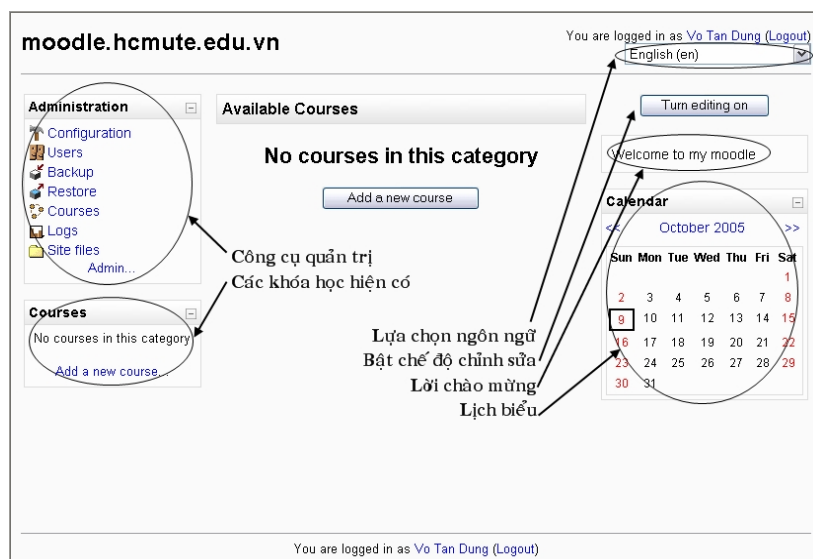 moodle.hcmute.edu.vn
You are logged in as Vo Tan Dung (Logout)
English (en)
Administration
Configuration
Users
Backup
Restore
Courses
Logs
Site files
Admin...
Courses
No courses in this category
Add a new course...
Available Courses
No courses in this category
Add a new course
Công cụ quản trị
Các khóa học hiện có
Lựa chọn ngôn ngữ
Bật chế độ chỉnh sửa
Lời chào mừng
Lịch biểu
Turn editing on
Welcome to my moodle
Calendar
<< October 2005 >>
Sun Mon Tue Wed Thu Fri Sat
1
2 3 4 5 6 7 8
9 10 11 12 13 14 15
16 17 18 19 20 21 22
23 24 25 26 27 28 29
30 31
You are logged in as Vo Tan Dung (Logout)